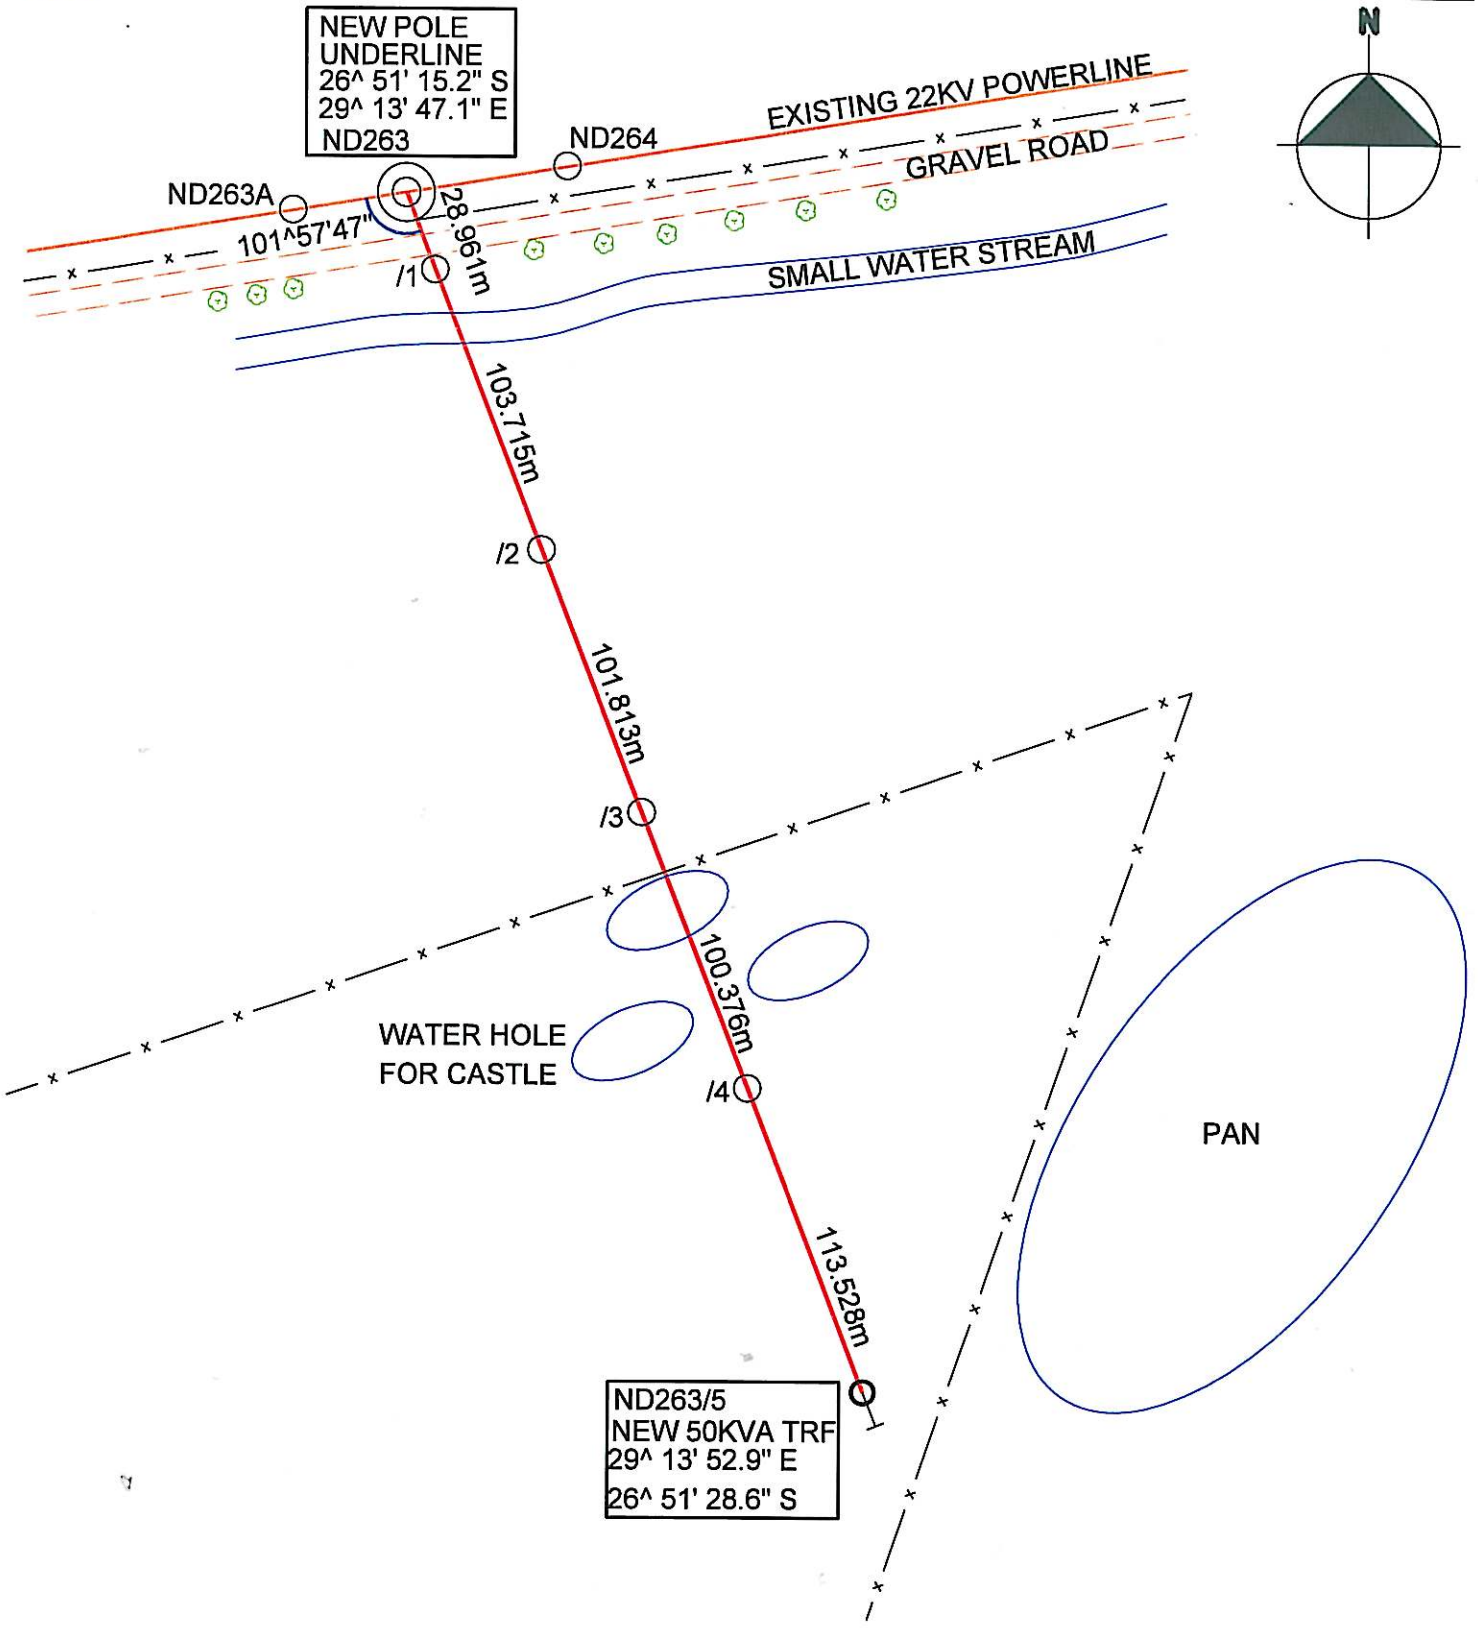 N
NEW POLE
UNDERLINE
26^ 51' 15.2" S
29^ 13' 47.1" E
ND263
EXISTING 22KV POWERLINE
ND264
GRAVEL ROAD
ND263A
101^57'47"
28.961m
/1
SMALL WATER STREAM
103.715m
/2
101.813m
/3
100.376m
WATER HOLE
FOR CASTLE
/4
PAN
113.528m
ND263/5
NEW 50KVA TRF
29^ 13' 52.9" E
26^ 51' 28.6" S